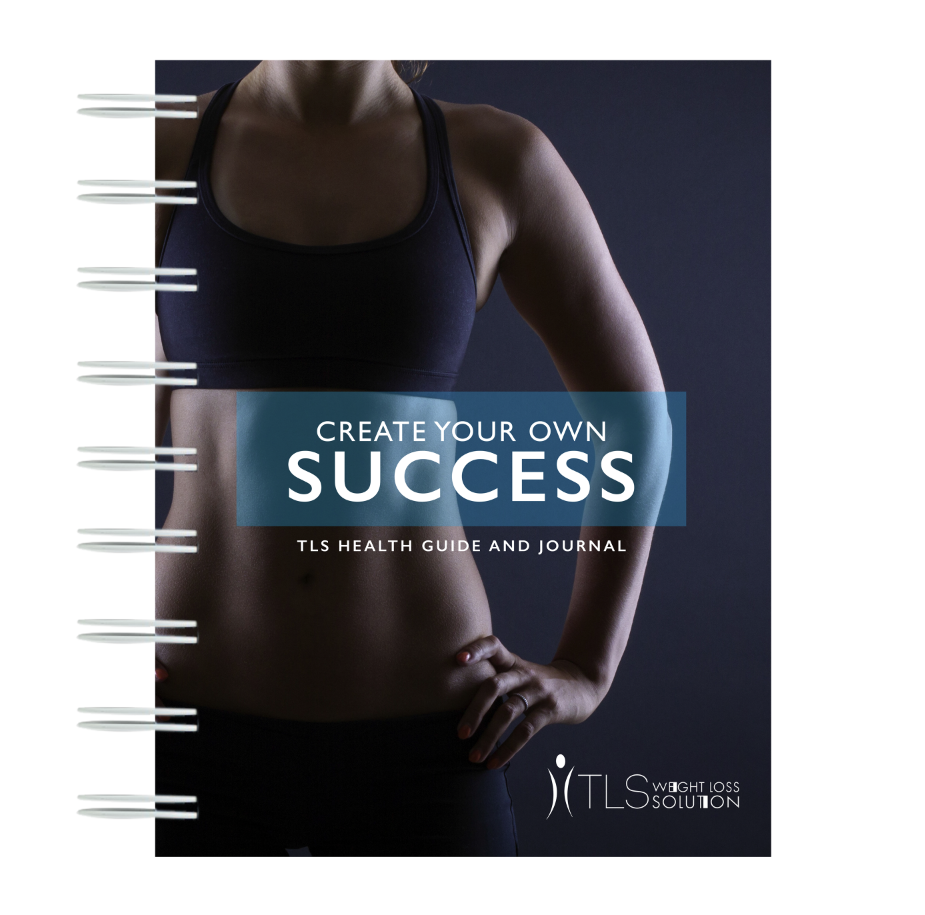 CREATE YOUR OWN
SUCCESS
TLS HEALTH GUIDE AND JOURNAL
TLS WEIGHT LOSS
SOLUTION